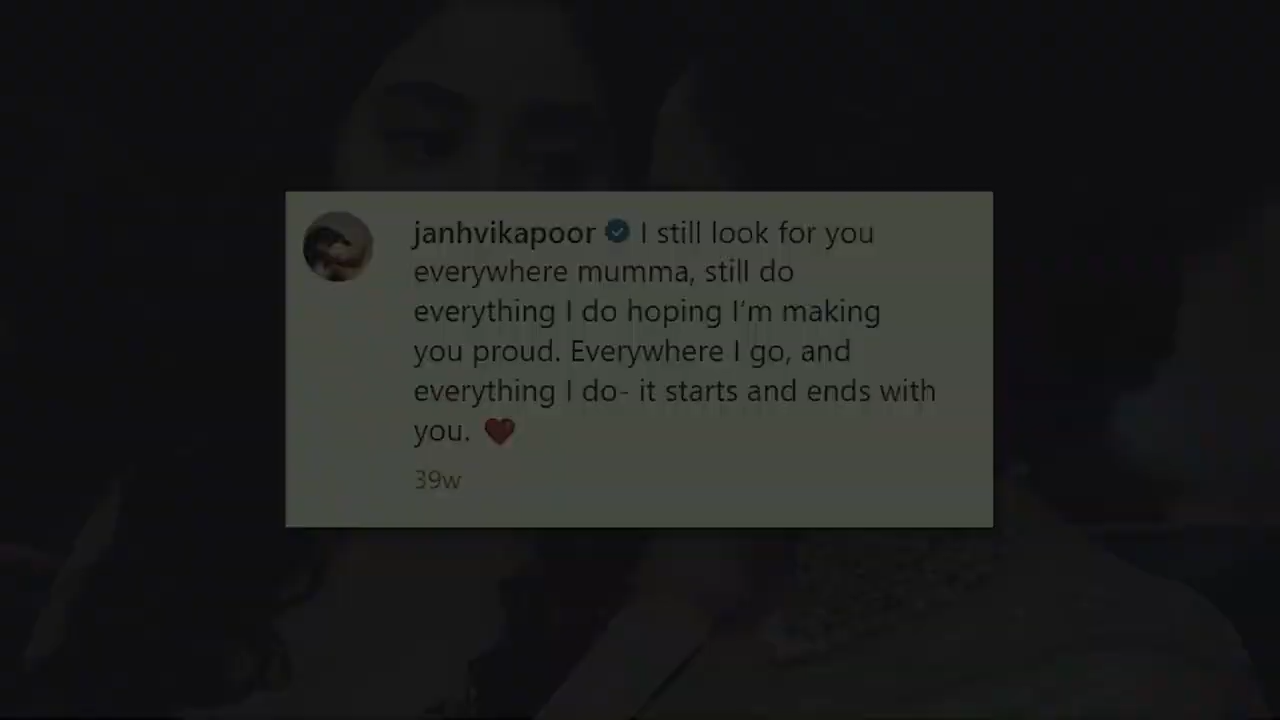 janhvikapoor I still look for you
everywhere mumma, still do
everything I do hoping I'm making
you proud. Everywhere I go, and
everything I do- it starts and ends with
you. ❤️
39w